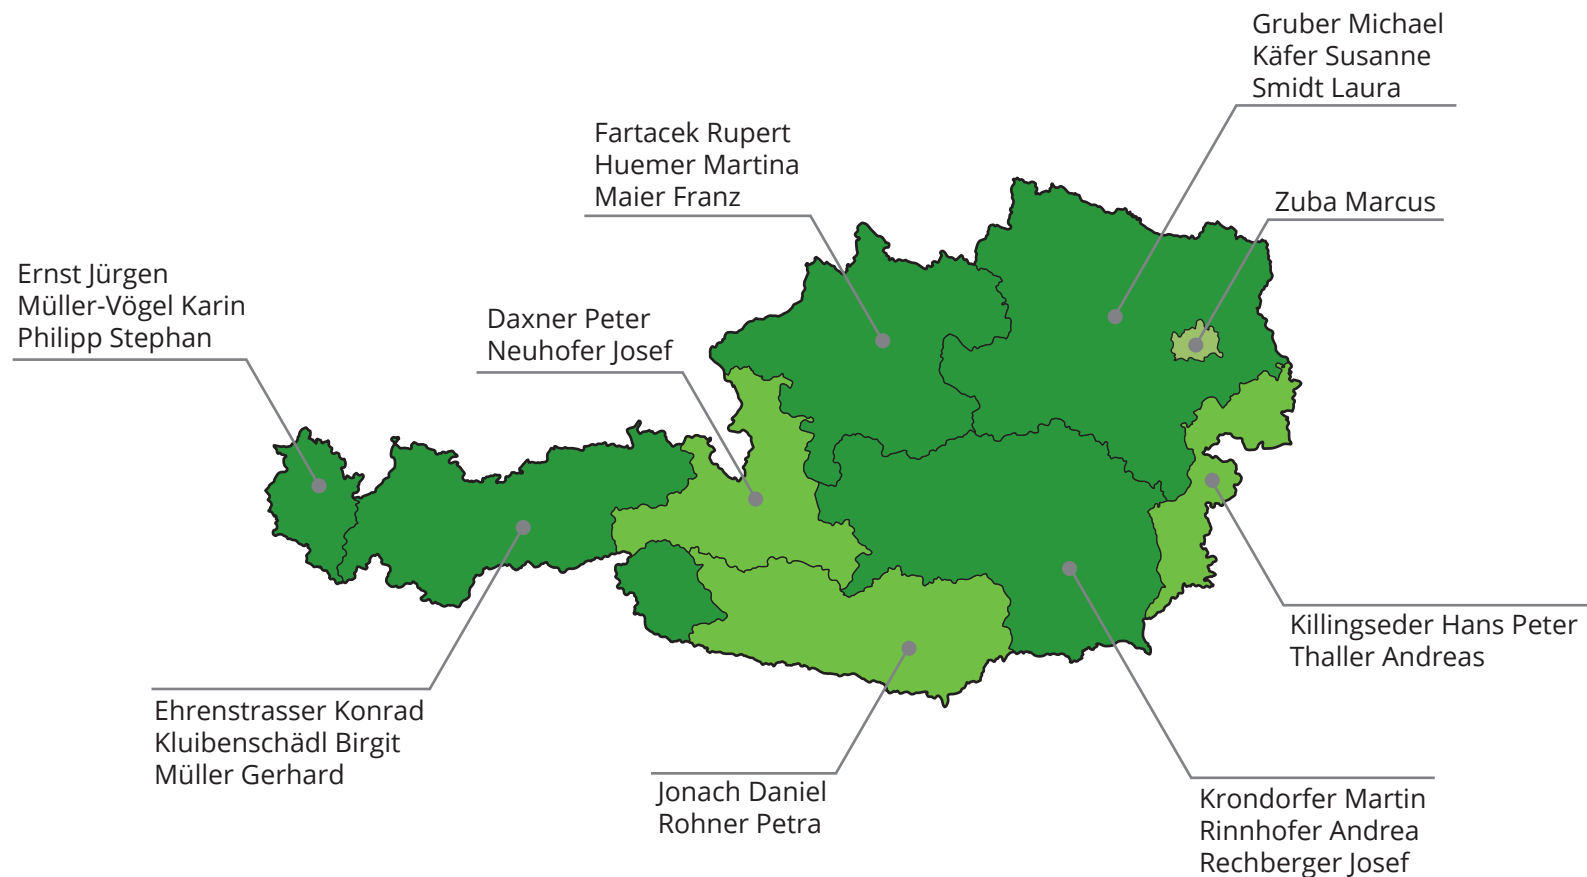 Gruber Michael
Käfer Susanne
Smidt Laura
Fartacek Rupert
Huemer Martina
Maier Franz
Zuba Marcus
Ernst Jürgen
Müller-Vögel Karin
Philipp Stephan
Daxner Peter
Neuhofer Josef
Killingseder Hans Peter
Thaller Andreas
Ehrenstrasser Konrad
Kluibenschädl Birgit
Müller Gerhard
Jonach Daniel
Rohner Petra
Krondorfer Martin
Rinnhofer Andrea
Rechberger Josef